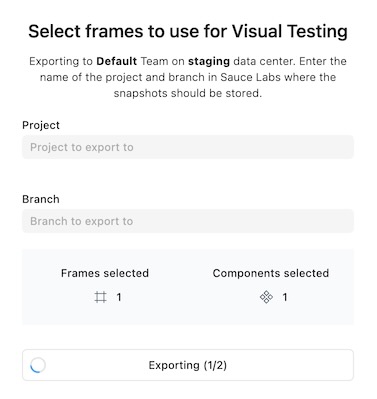 Select frames to use for Visual Testing
Exporting to Default Team on staging data center. Enter the
name of the project and branch in Sauce Labs where the
snapshots should be stored.
Project
Project to export to
Branch
Branch to export to
Frames selected
1
Components selected
1
Exporting (1/2)